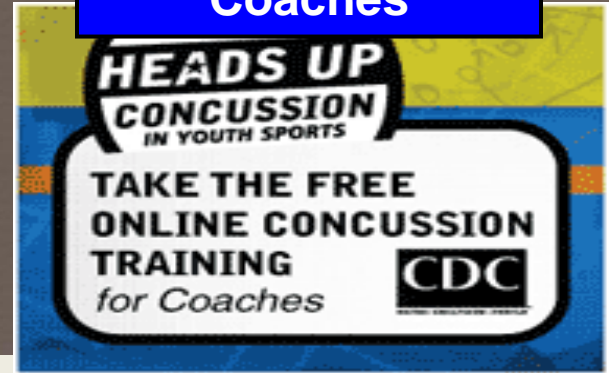 Coaches
HEADS UP
CONCUSSION
IN YOUTH SPORTS
TAKE THE FREE
ONLINE CONCUSSION
TRAINING
for Coaches
CDC